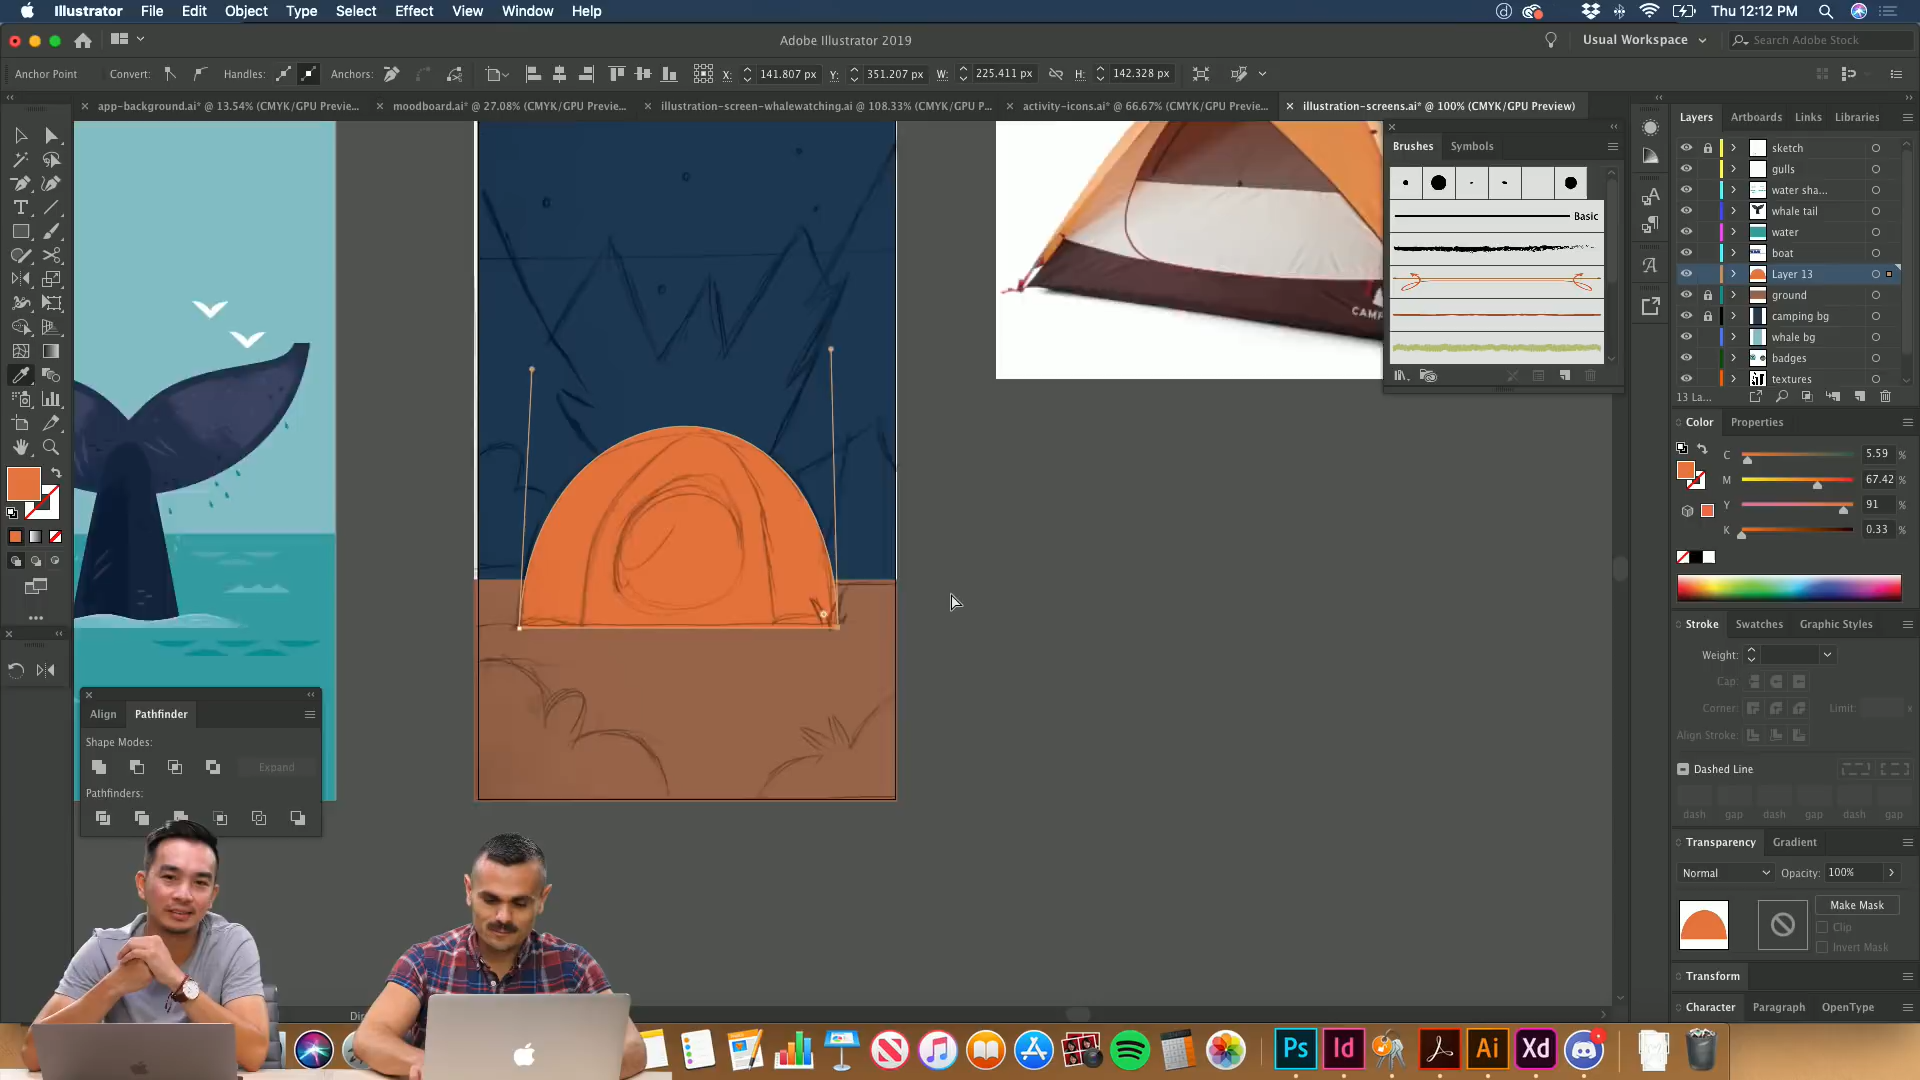 Illustrator File Edit Object Type Select Effect View Window Help Thu 12:12 PM
Adobe Illustrator 2019 Usual Workspace Search Adobe Stock
Anchor Point Convert: Handles: Anchors: X: 141.807 px Y: 351.207 px W: 225.411 px H: 142.328 px
app-background.ai* @ 13.54% (CMYK/GPU Previe... moodboard.ai* @ 27.08% (CMYK/GPU Previe... illustration-screen-whalewatching.ai @ 108.33% (CMYK/GPU P... activity-icons.ai* @ 66.67% (CMYK/GPU Previe... illustration-screens.ai* @ 100% (CMYK/GPU Preview)
Layers Artboards Links Libraries
Brushes Symbols
sketch
gulls
water sha...
whale tail
water
boat
Layer 13
ground
camping bg
whale bg
badges
textures
13 La...
Basic
CAMP
Color Properties
C 5.59 %
M 67.42 %
Y 91 %
K 0.33 %
Stroke Swatches Graphic Styles
Weight:
Cap:
Corner: Limit: x
Align Stroke:
Dashed Line
dash gap dash gap dash gap
Transparency Gradient
Normal Opacity: 100%
Make Mask
Clip
Invert Mask
Transform
Character Paragraph OpenType
Align Pathfinder
Shape Modes:
Expand
Pathfinders:
Ps Id Ai Xd